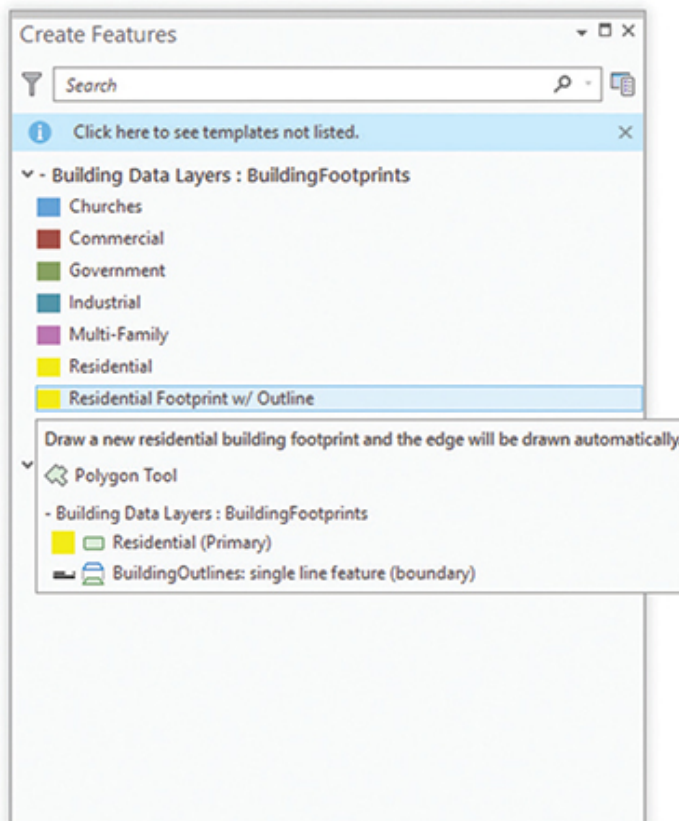 Create Features
Search
Click here to see templates not listed.
- Building Data Layers : BuildingFootprints
Churches
Commercial
Government
Industrial
Multi-Family
Residential
Residential Footprint w/ Outline
Draw a new residential building footprint and the edge will be drawn automatically
Polygon Tool
- Building Data Layers : BuildingFootprints
Residential (Primary)
BuildingOutlines: single line feature (boundary)